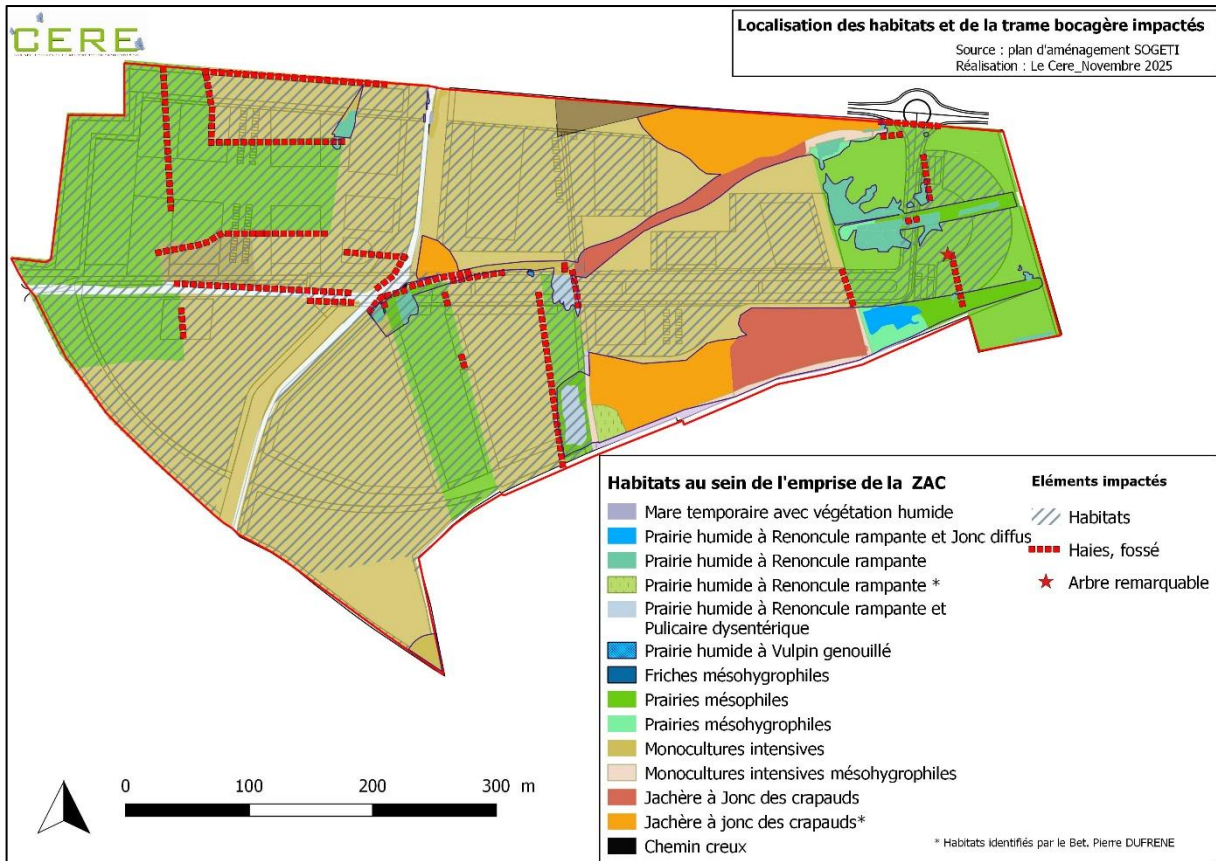 CERE
Localisation des habitats et de la trame bocagère impactés
Source : plan d'aménagement SOGETI
Réalisation : Le Cere_Novembre 2025
Habitats au sein de l'emprise de la ZAC
Mare temporaire avec végétation humide
Prairie humide à Renoncule rampante et Jonc diffus
Prairie humide à Renoncule rampante
Prairie humide à Renoncule rampante *
Prairie humide à Renoncule rampante et
Pulicaire dysentérique
Prairie humide à Vulpin genouillé
Friches mésohygrophiles
Prairies mésophiles
Prairies mésohygrophiles
Monocultures intensives
Monocultures intensives mésohygrophiles
Jachère à Jonc des crapauds
Jachère à jonc des crapauds*
Chemin creux
Eléments impactés
Habitats
Haies, fossé
Arbre remarquable
* Habitats identifiés par le Bet. Pierre DUFRENE
0 100 200 300 m